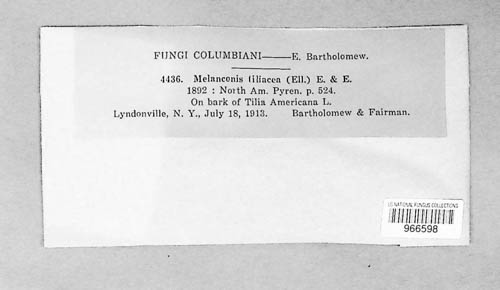 FUNGI COLUMBIANI——E. Bartholomew.
4436. Melanconis tiliacea (Ell.) E. & E.
1892 : North Am. Pyren. p. 524.
On bark of Tilia Americana L.
Lyndonville, N. Y., July 18, 1913. Bartholomew & Fairman.
US NATIONAL FUNGUS COLLECTIONS
966598